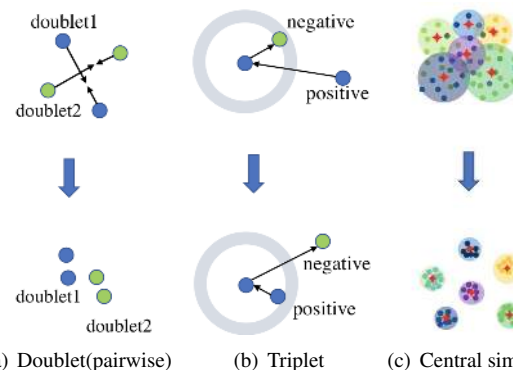 doublet1
doublet2
negative
positive
doublet1
doublet2
negative
positive
) Doublet(pairwise)
(b) Triplet
(c) Central sim